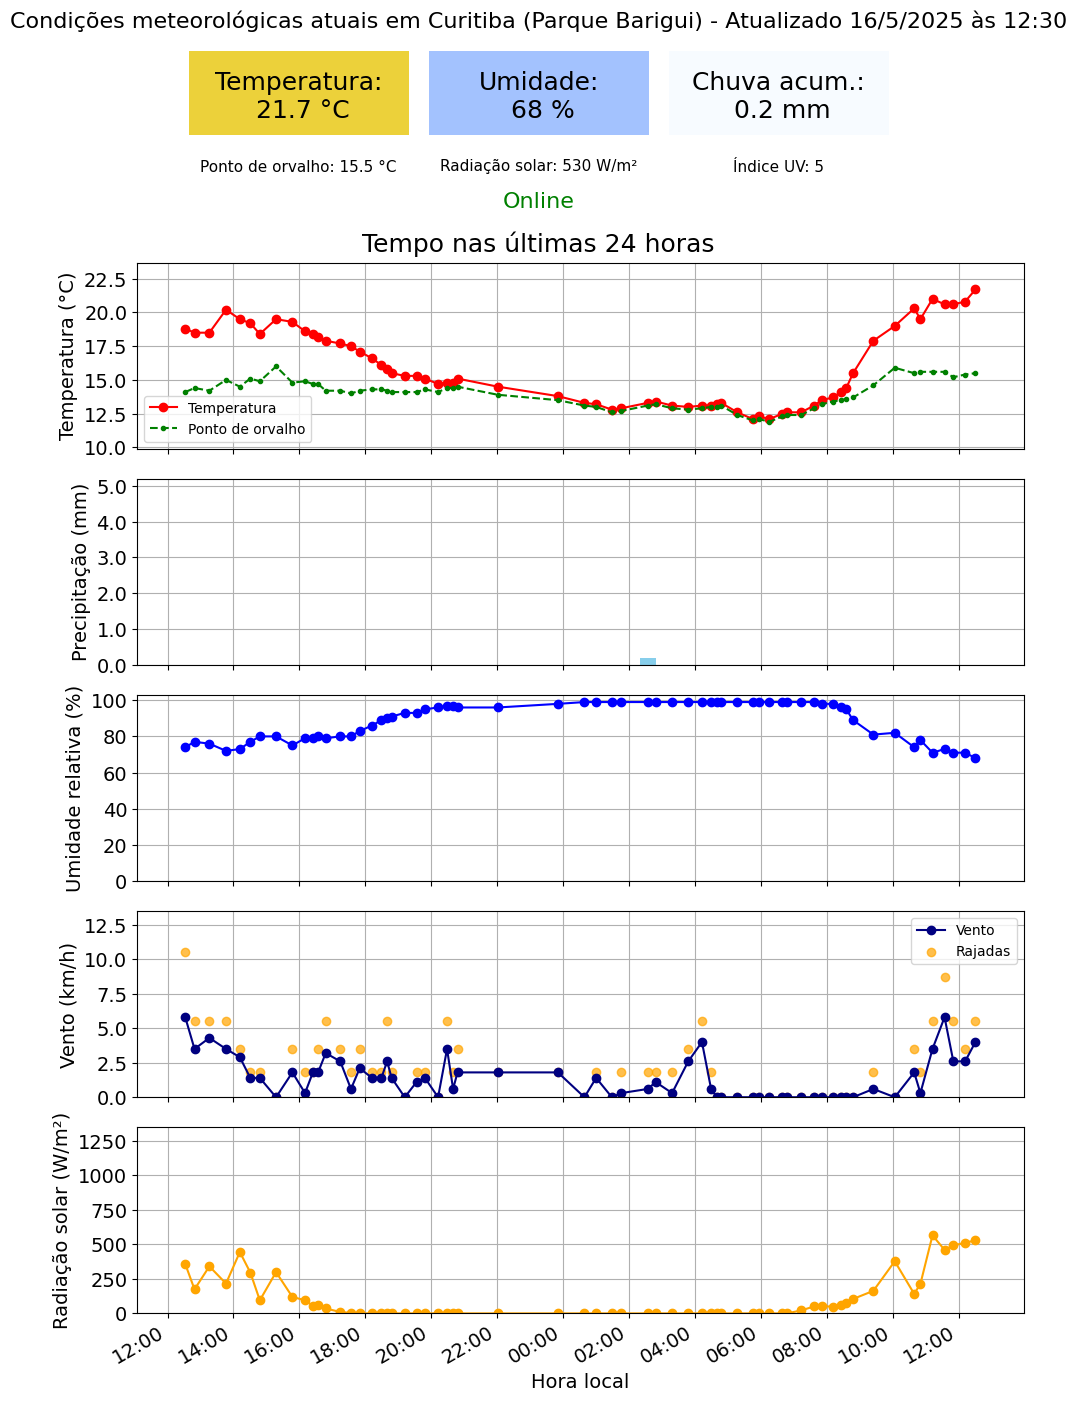 Condições meteorológicas atuais em Curitiba (Parque Barigui) - Atualizado 16/5/2025 às 12:30
Temperatura:
21.7 °C
Umidade:
68 %
Chuva acum.:
0.2 mm
Ponto de orvalho: 15.5 °C
Radiação solar: 530 W/m²
Índice UV: 5
Online
Tempo nas últimas 24 horas
Temperatura (°C)
22.5
20.0
17.5
15.0
12.5
10.0
Temperatura
Ponto de orvalho
Precipitação (mm)
5.0
4.0
3.0
2.0
1.0
0.0
Umidade relativa (%)
100
80
60
40
20
0
Vento (km/h)
12.5
10.0
7.5
5.0
2.5
0.0
Vento
Rajadas
Radiação solar (W/m²)
1250
1000
750
500
250
0
12:00
14:00
16:00
18:00
20:00
22:00
00:00
02:00
04:00
06:00
08:00
10:00
12:00
Hora local